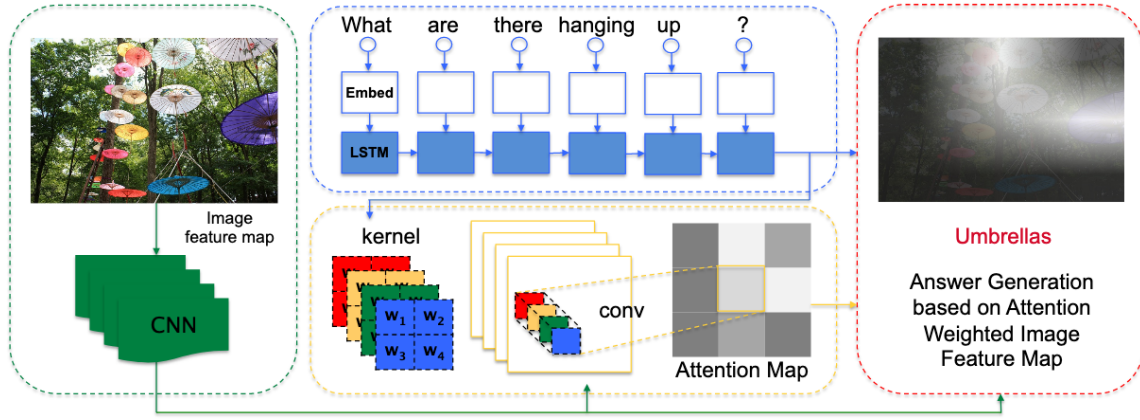 What are there hanging up ?
Embed
LSTM
Image
feature map
CNN
kernel
w₁ w₂
w₃ w₄
conv
Attention Map
Umbrellas
Answer Generation
based on Attention
Weighted Image
Feature Map